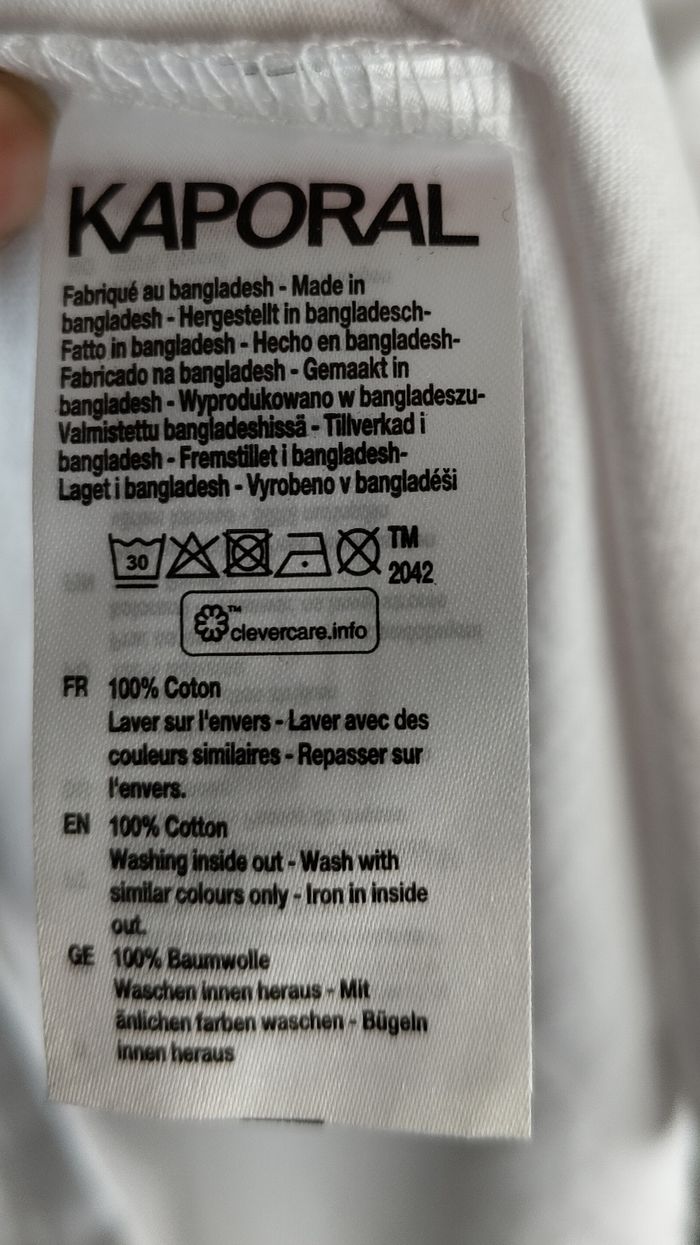 KAPORAL
Fabriqué au bangladesh - Made in
bangladesh - Hergestellt in bangladesch-
Fatto in bangladesh - Hecho en bangladesh-
Fabricado na bangladesh - Gemaakt in
bangladesh - Wyprodukowano w bangladeszu-
Valmistettu bangladeshissä - Tillverkad i
bangladesh - Fremstillet i bangladesh-
Laget i bangladesh - Vyrobeno v bangladéši
30
TM
2042
TM
clevercare.info
FR 100% Coton
Laver sur l'envers - Laver avec des
couleurs similaires - Repasser sur
l'envers.
EN 100% Cotton
Washing inside out - Wash with
similar colours only - Iron in inside
out.
GE 100% Baumwolle
Waschen innen heraus - Mit
änlichen farben waschen - Bügeln
innen heraus